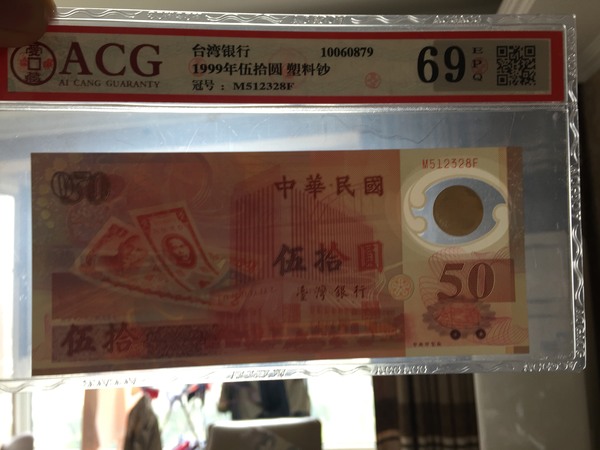 ACG
AI CANG GUARANTY
台湾银行 10060879
1999年伍拾圆 塑料钞
冠号：M512328F
69
EPQ
M512328F
50
中華民國
伍拾圓
臺灣銀行
50
伍拾